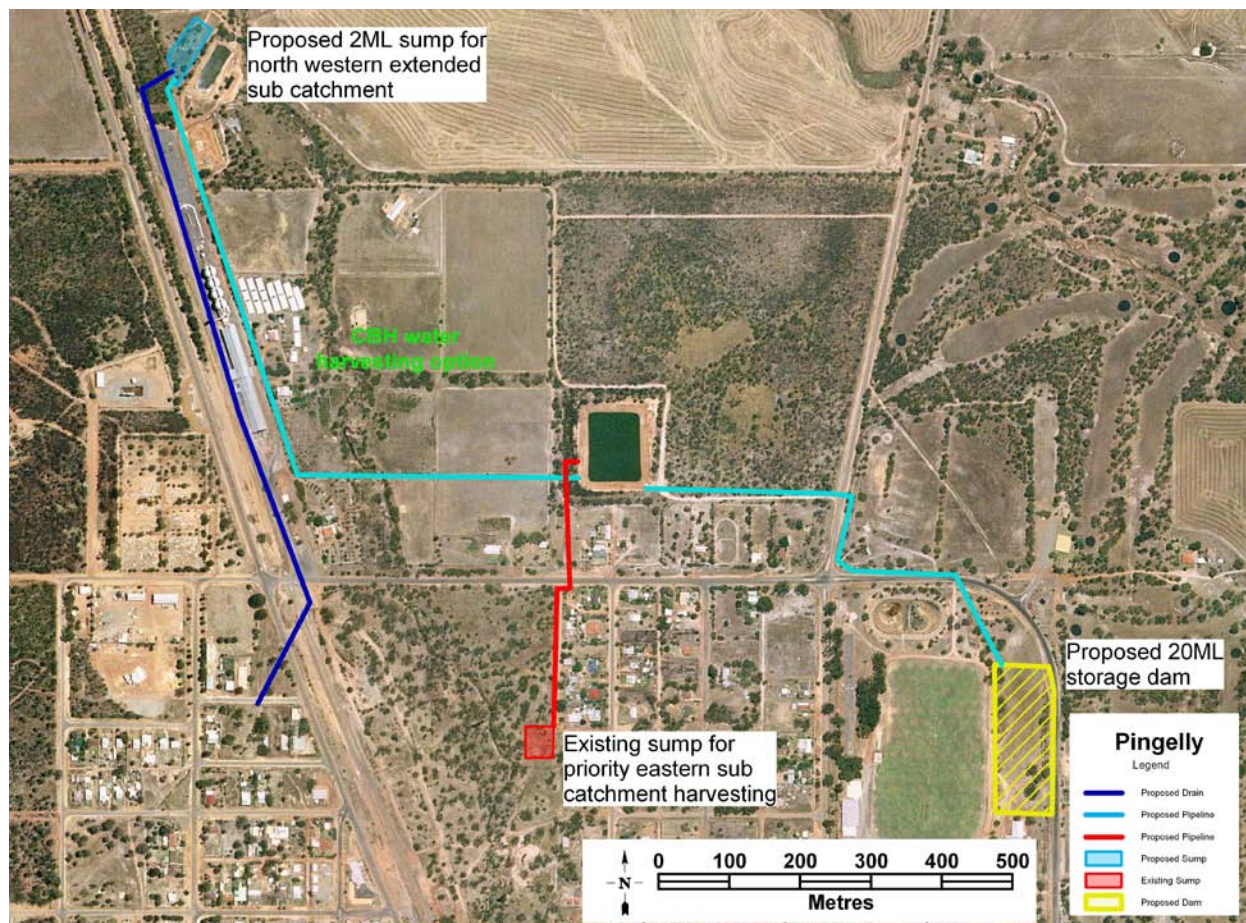 Proposed 2ML sump for
north western extended
sub catchment
CBH water
harvesting option
Proposed 20ML
storage dam
Existing sump for
priority eastern sub
catchment harvesting
Pingelly
Legend
Proposed Drain
Proposed Pipeline
Proposed Pipeline
Proposed Sump
Existing Sump
Proposed Dam
N
0 100 200 300 400 500
Metres